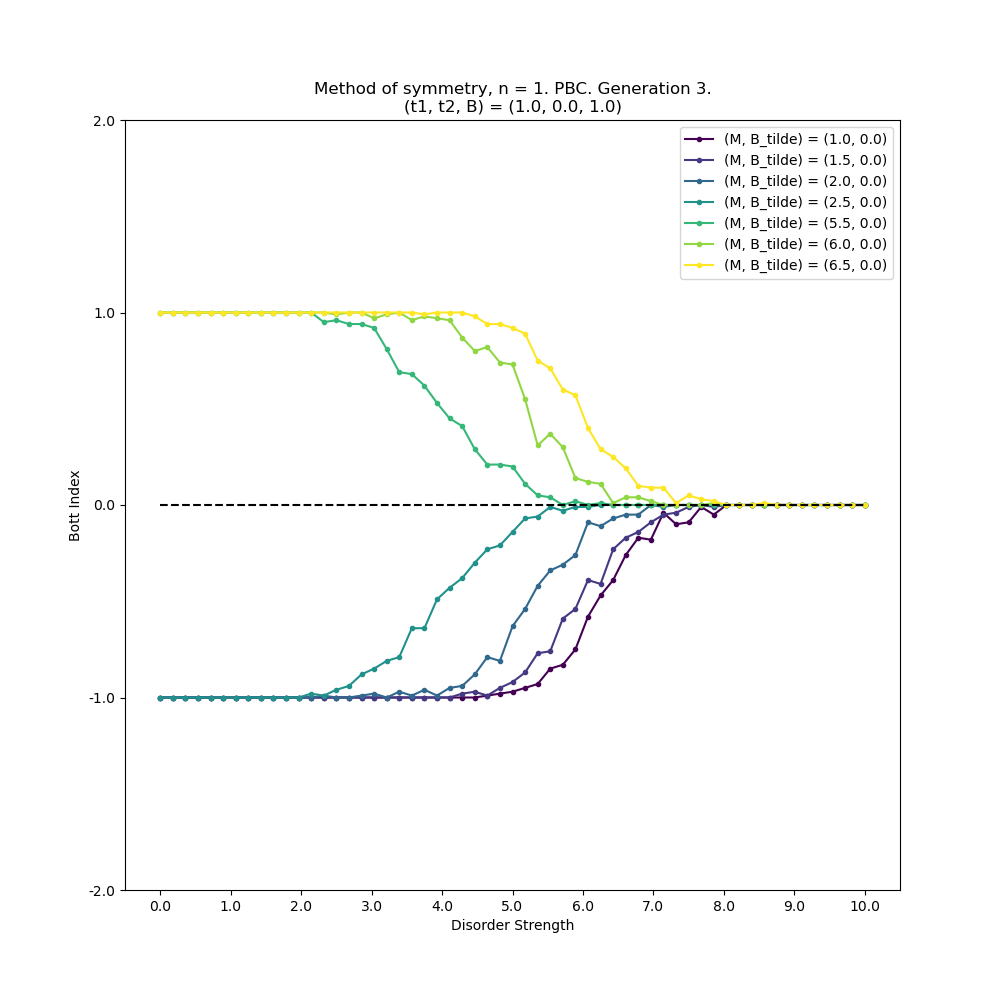 Method of symmetry, n = 1. PBC. Generation 3.
(t1, t2, B) = (1.0, 0.0, 1.0)
2.0
1.0
0.0
-1.0
-2.0
Bott Index
(M, B_tilde) = (1.0, 0.0)
(M, B_tilde) = (1.5, 0.0)
(M, B_tilde) = (2.0, 0.0)
(M, B_tilde) = (2.5, 0.0)
(M, B_tilde) = (5.5, 0.0)
(M, B_tilde) = (6.0, 0.0)
(M, B_tilde) = (6.5, 0.0)
0.0 1.0 2.0 3.0 4.0 5.0 6.0 7.0 8.0 9.0 10.0
Disorder Strength